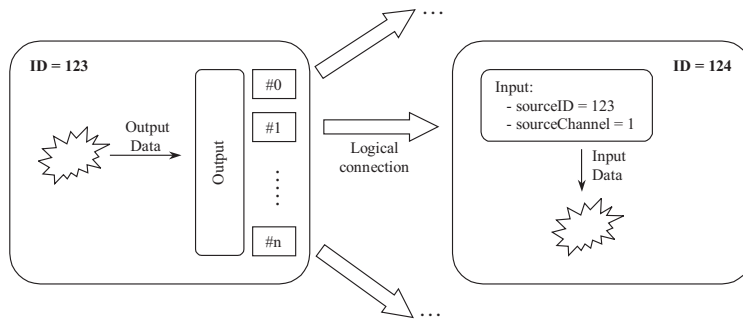 ...
ID = 123
Output
Data
Output
#0
#1
.....
#n
Logical
connection
...
ID = 124
Input:
- sourceID = 123
- sourceChannel = 1
Input
Data